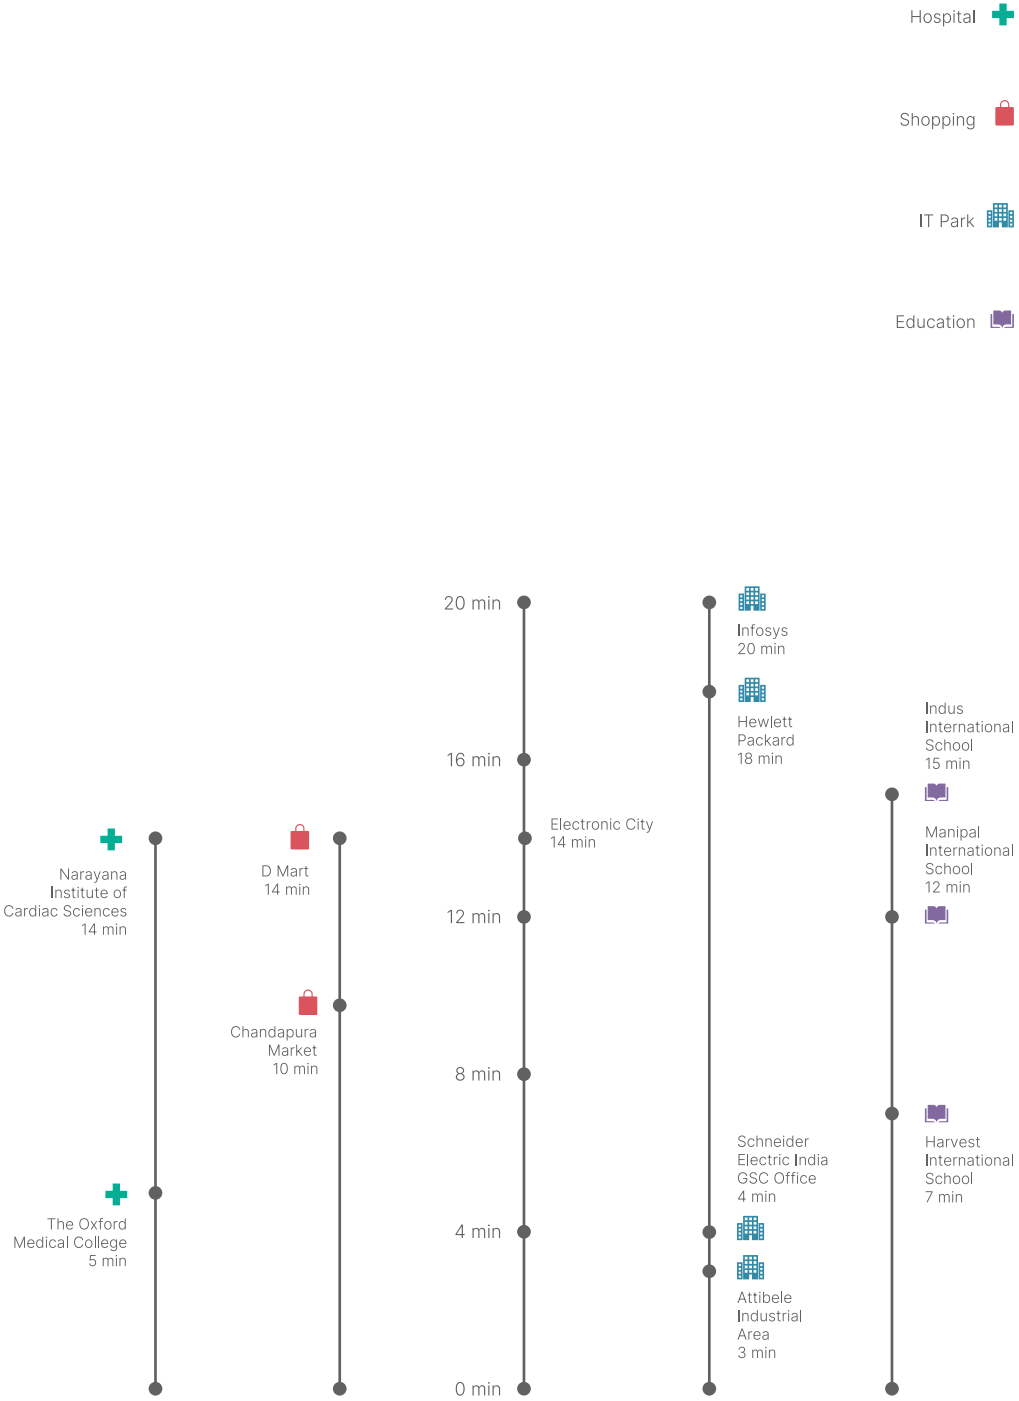 Hospital
Shopping
IT Park
Education
Narayana
Institute of
Cardiac Sciences
14 min
The Oxford
Medical College
5 min
D Mart
14 min
Chandapura
Market
10 min
20 min
16 min
Electronic City
14 min
12 min
8 min
4 min
0 min
Infosys
20 min
Hewlett
Packard
18 min
Schneider
Electric India
GSC Office
4 min
Attibele
Industrial
Area
3 min
Indus
International
School
15 min
Manipal
International
School
12 min
Harvest
International
School
7 min